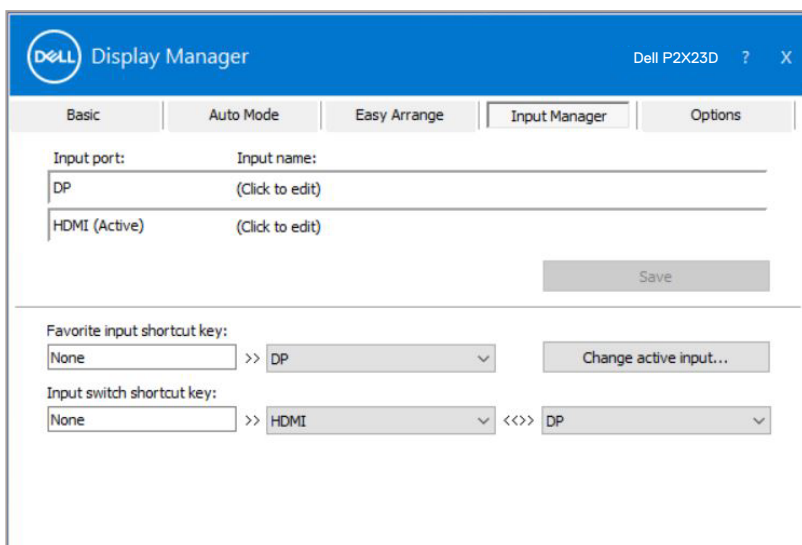 DELL Display Manager Dell P2X23D ? X
Basic Auto Mode Easy Arrange Input Manager Options
Input port: Input name:
DP (Click to edit)
HDMI (Active) (Click to edit)
Save
Favorite input shortcut key:
None >> DP Change active input...
Input switch shortcut key:
None >> HDMI <<>> DP